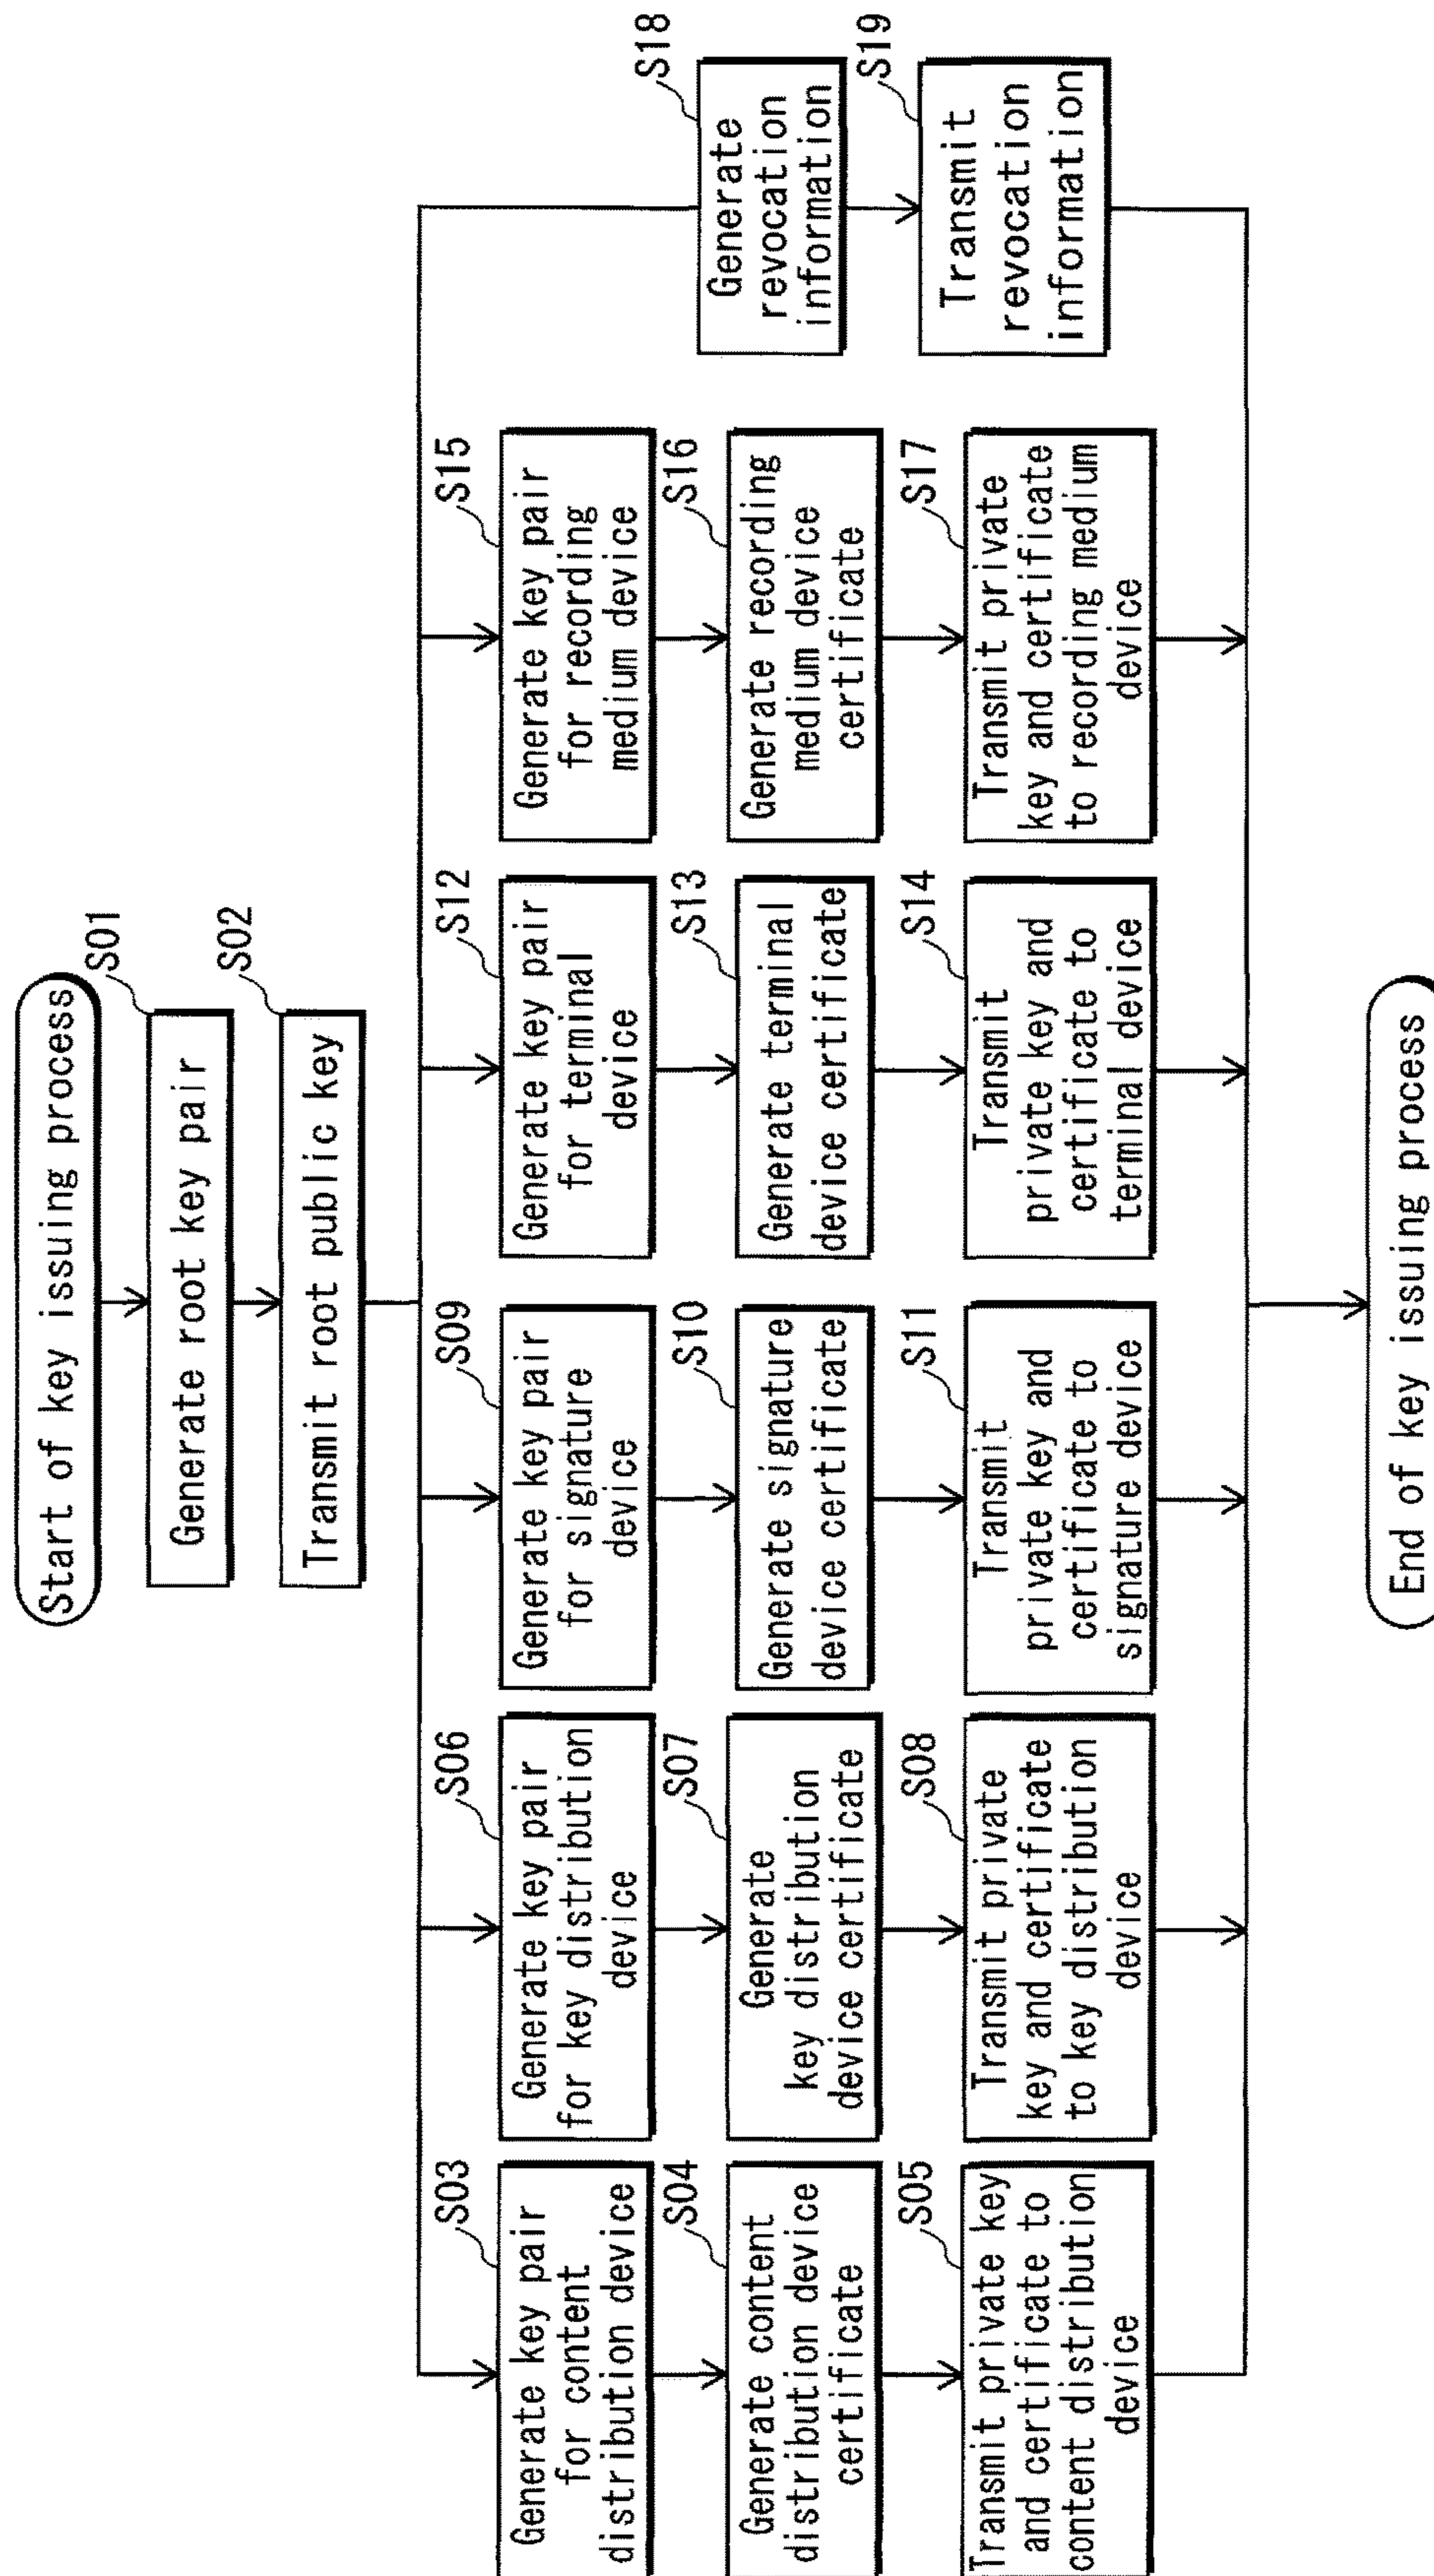 Start of key issuing process
S01
Generate root key pair
S02
Transmit root public key
S03
Generate key pair
for content
distribution device
S04
Generate content
distribution device
certificate
S05
Transmit private key
and certificate to
content distribution
device
S06
Generate key pair
for key distribution
device
S07
Generate
key distribution
device certificate
S08
Transmit private
key and certificate
to key distribution
device
S09
Generate key pair
for signature
device
S10
Generate signature
device certificate
S11
Transmit
private key and
certificate to
signature device
S12
Generate key pair
for terminal
device
S13
Generate terminal
device certificate
S14
Transmit
private key and
certificate to
terminal device
S15
Generate key pair
for recording
medium device
S16
Generate recording
medium device
certificate
S17
Transmit private
key and certificate
to recording medium
device
S18
Generate
revocation
information
S19
Transmit
revocation
information
End of key issuing process